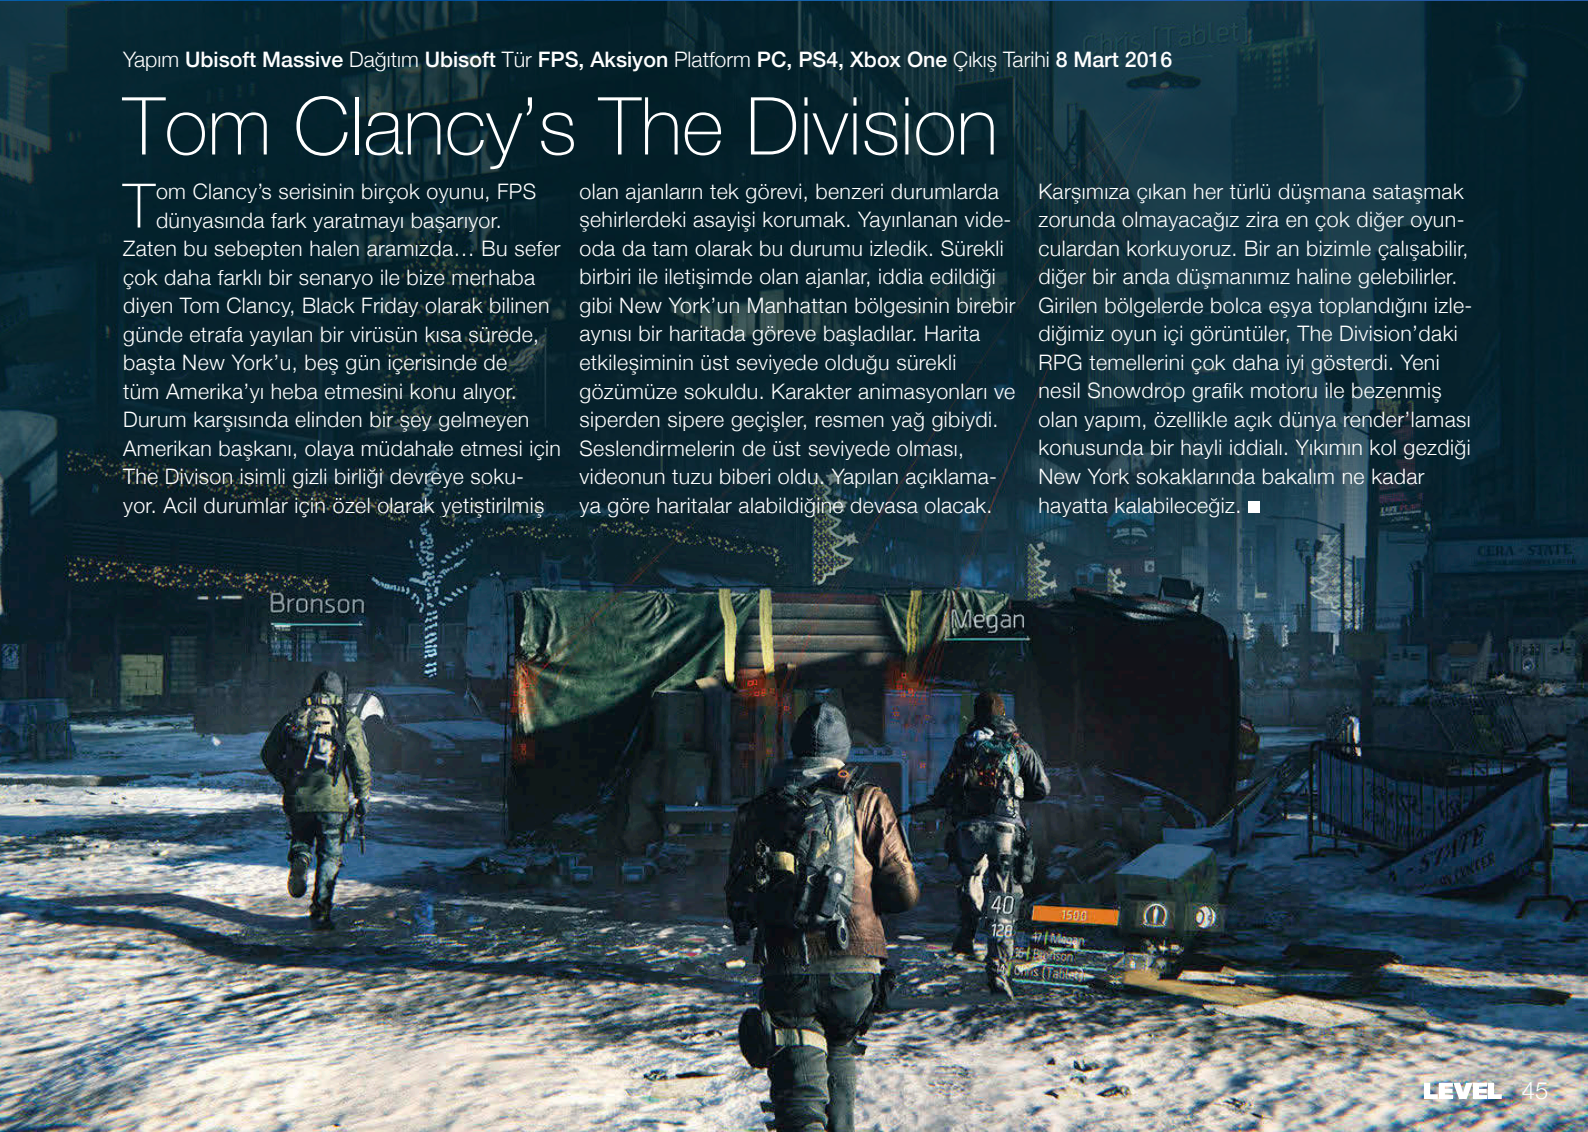 Yapım Ubisoft Massive Dağıtım Ubisoft Tür FPS, Aksiyon Platform PC, PS4, Xbox One Çıkış Tarihi 8 Mart 2016
Tom Clancy’s The Division
Tom Clancy’s serisinin birçok oyunu, FPS
dünyasında fark yaratmayı başarıyor.
Zaten bu sebepten halen aramızda… Bu sefer
çok daha farklı bir senaryo ile bize merhaba
diyen Tom Clancy, Black Friday olarak bilinen
günde etrafa yayılan bir virüsün kısa sürede,
başta New York’u, beş gün içerisinde de
tüm Amerika’yı heba etmesini konu alıyor.
Durum karşısında elinden bir şey gelmeyen
Amerikan başkanı, olaya müdahale etmesi için
The Divison isimli gizli birliği devreye soku-
yor. Acil durumlar için özel olarak yetiştirilmiş
olan ajanların tek görevi, benzeri durumlarda
şehirlerdeki asayişi korumak. Yayınlanan vide-
oda da tam olarak bu durumu izledik. Sürekli
birbiri ile iletişimde olan ajanlar, iddia edildiği
gibi New York’un Manhattan bölgesinin birebir
aynısı bir haritada göreve başladılar. Harita
etkileşiminin üst seviyede olduğu sürekli
gözümüze sokuldu. Karakter animasyonları ve
siperden sipere geçişler, resmen yağ gibiydi.
Seslendirmelerin de üst seviyede olması,
videonun tuzu biberi oldu. Yapılan açıklama-
ya göre haritalar alabildiğine devasa olacak.
Karşımıza çıkan her türlü düşmana sataşmak
zorunda olmayacağız zira en çok diğer oyun-
culardan korkuyoruz. Bir an bizimle çalışabilir,
diğer bir anda düşmanımız haline gelebilirler.
Girilen bölgelerde bolca eşya toplandığını izle-
diğimiz oyun içi görüntüler, The Division’daki
RPG temellerini çok daha iyi gösterdi. Yeni
nesil Snowdrop grafik motoru ile bezenmiş
olan yapım, özellikle açık dünya render’laması
konusunda bir hayli iddialı. Yıkımın kol gezdiği
New York sokaklarında bakalım ne kadar
hayatta kalabileceğiz.
Chris (Tablet)
Bronson
Megan
CERA - STATE
STATE
40
120
1500
17 | Megan
16 | Bronson
14 | Chris (Tablet)
LEVEL 45